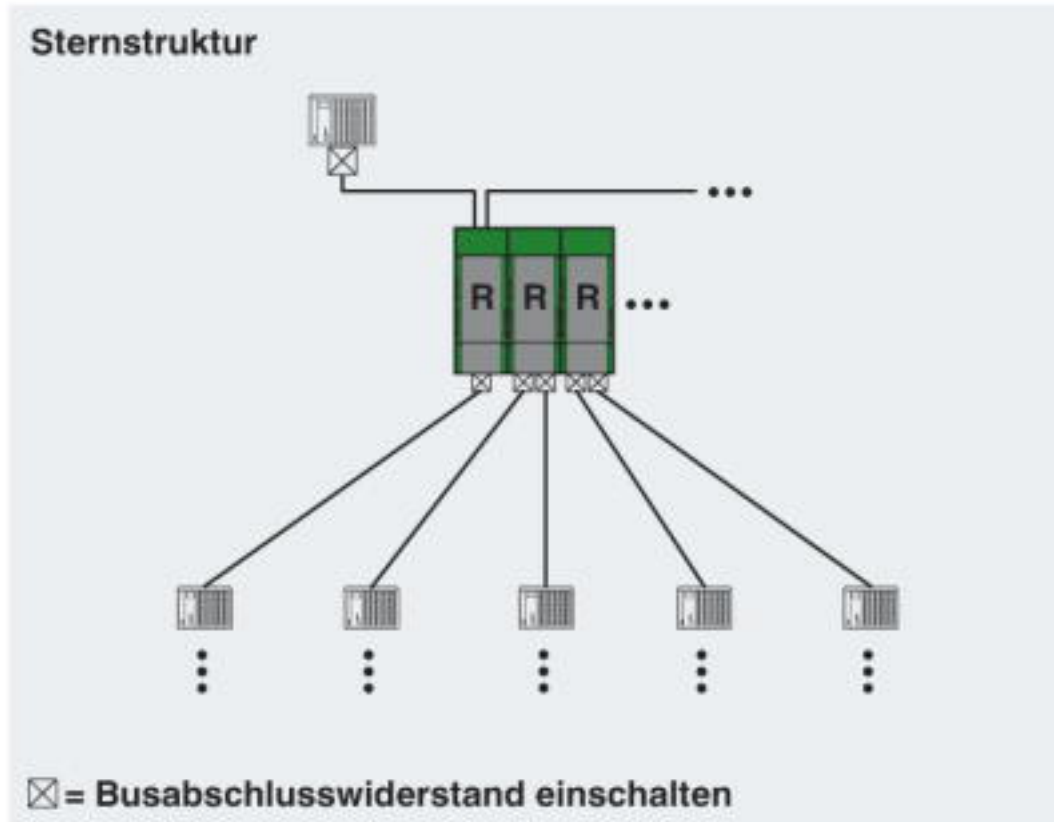 Sternstruktur
R R R
= Busabschlusswiderstand einschalten